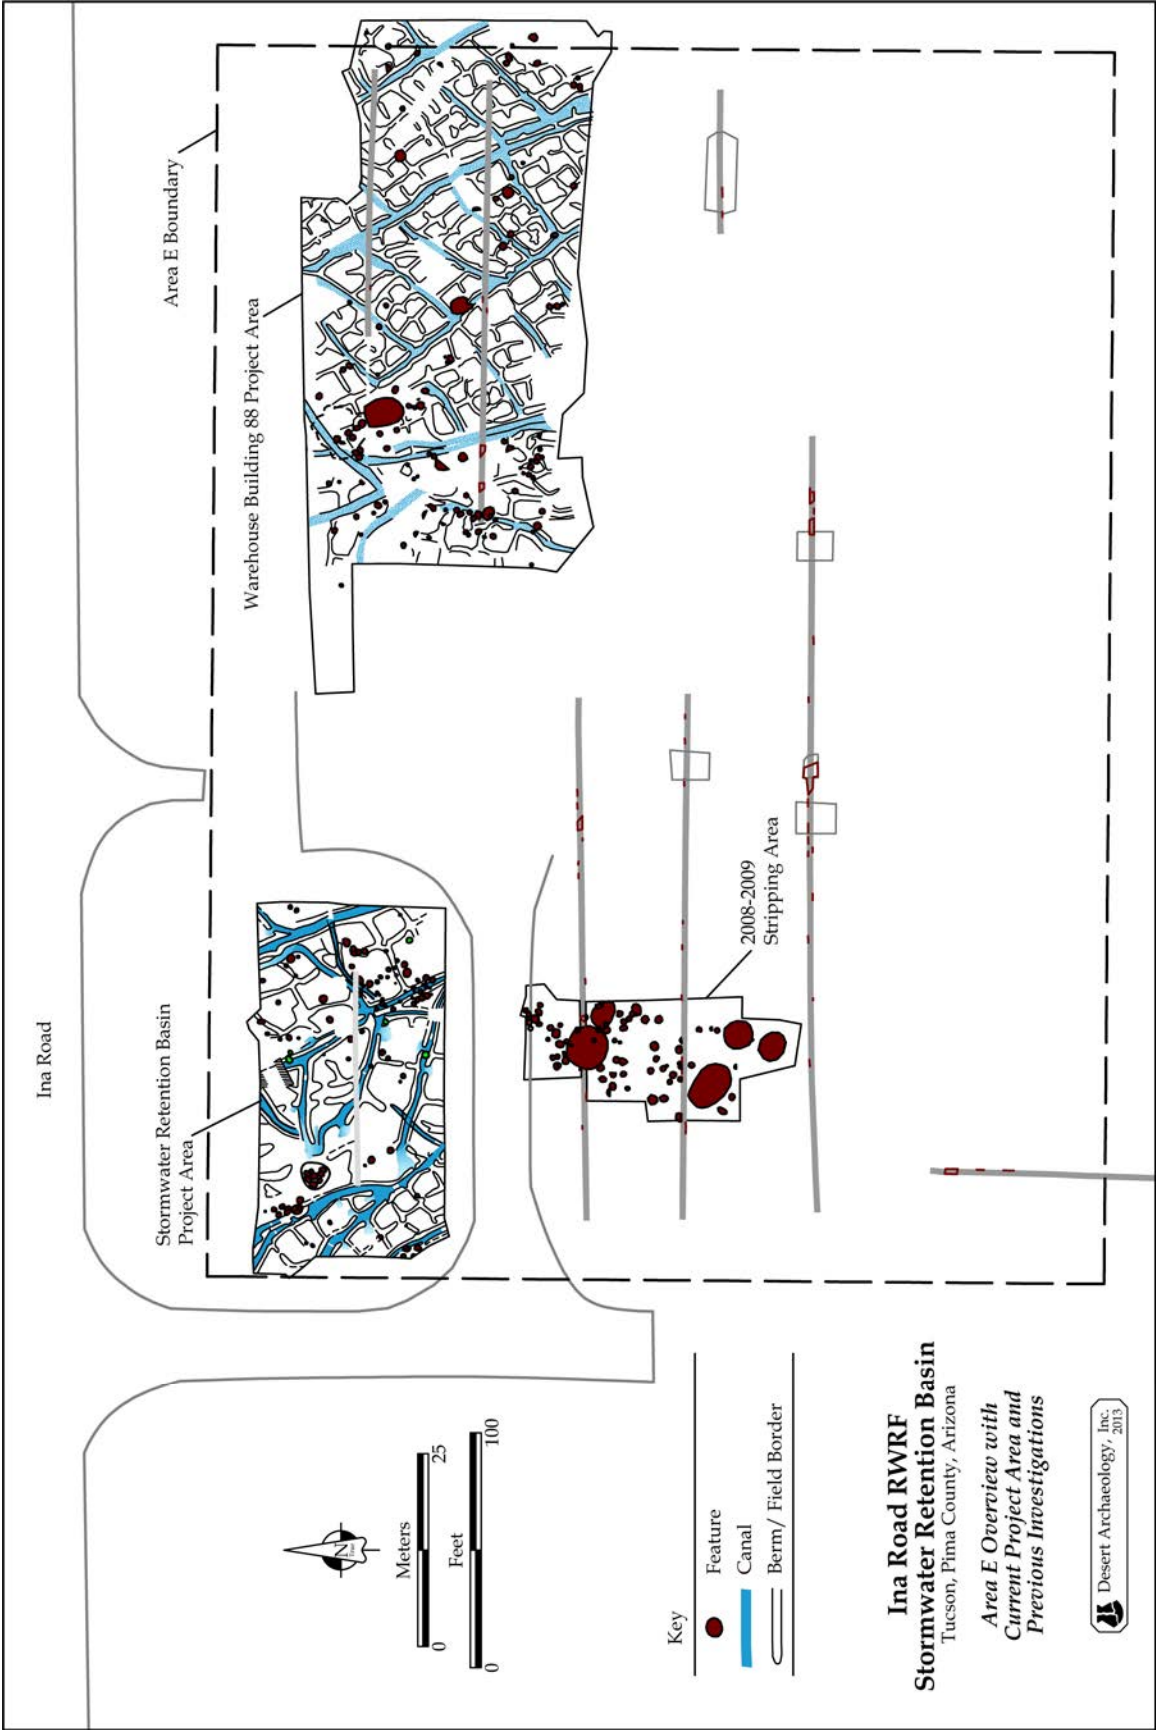 Ina Road
Area E Boundary
Warehouse Building 88 Project Area
Stormwater Retention Basin
Project Area
2008-2009
Stripping Area
N
True
Meters
0
25
Feet
0
100
Key
Feature
Canal
Berm/ Field Border
Ina Road RWRF
Stormwater Retention Basin
Tucson, Pima County, Arizona
Area E Overview with
Current Project Area and
Previous Investigations
Desert Archaeology, Inc.
2013